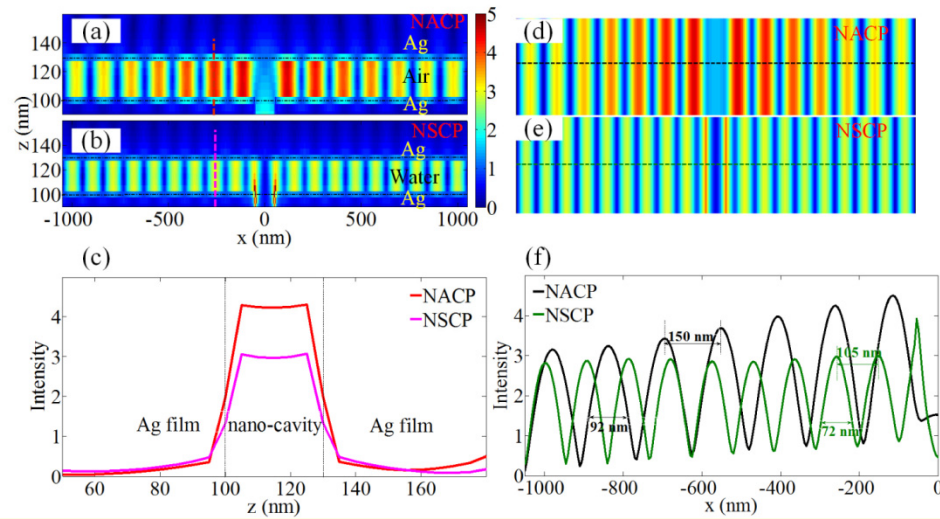 (a)
NACP
Ag
Air
Ag
160
140
120
100
z (nm)
(b)
NSCP
Ag
Water
Ag
160
140
120
100
-1000
-500
0
500
1000
x (nm)
5
4
3
2
1
0
(d)
NACP
(e)
NSCP
(c)
NACP
NSCP
Ag film
nano-cavity
Ag film
Intensity
4
3
2
1
0
60
80
100
120
140
160
z (nm)
(f)
NACP
NSCP
150 nm
105 nm
92 nm
72 nm
Intensity
4
3
2
1
0
-1000
-800
-600
-400
-200
0
x (nm)